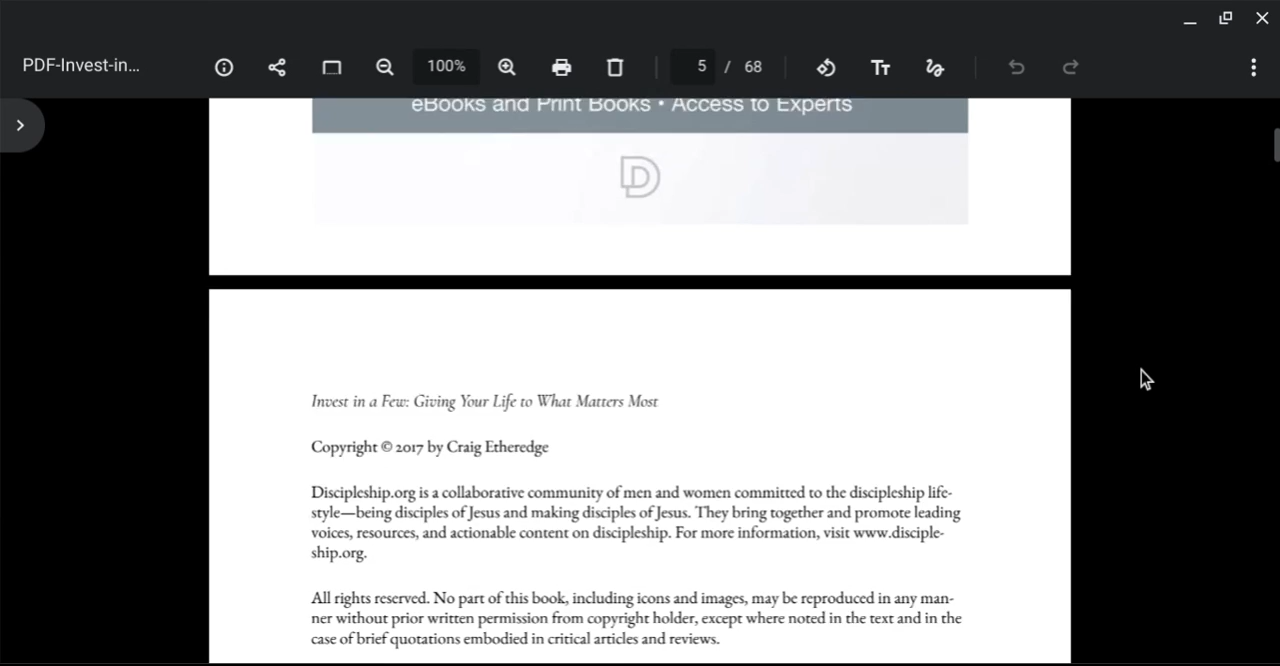 PDF-Invest-in...
100%
5 / 68
eBooks and Print Books • Access to Experts
Invest in a Few: Giving Your Life to What Matters Most
Copyright © 2017 by Craig Etheredge
Discipleship.org is a collaborative community of men and women committed to the discipleship life-
style—being disciples of Jesus and making disciples of Jesus. They bring together and promote leading
voices, resources, and actionable content on discipleship. For more information, visit www.disciple-
ship.org.
All rights reserved. No part of this book, including icons and images, may be reproduced in any man-
ner without prior written permission from copyright holder, except where noted in the text and in the
case of brief quotations embodied in critical articles and reviews.